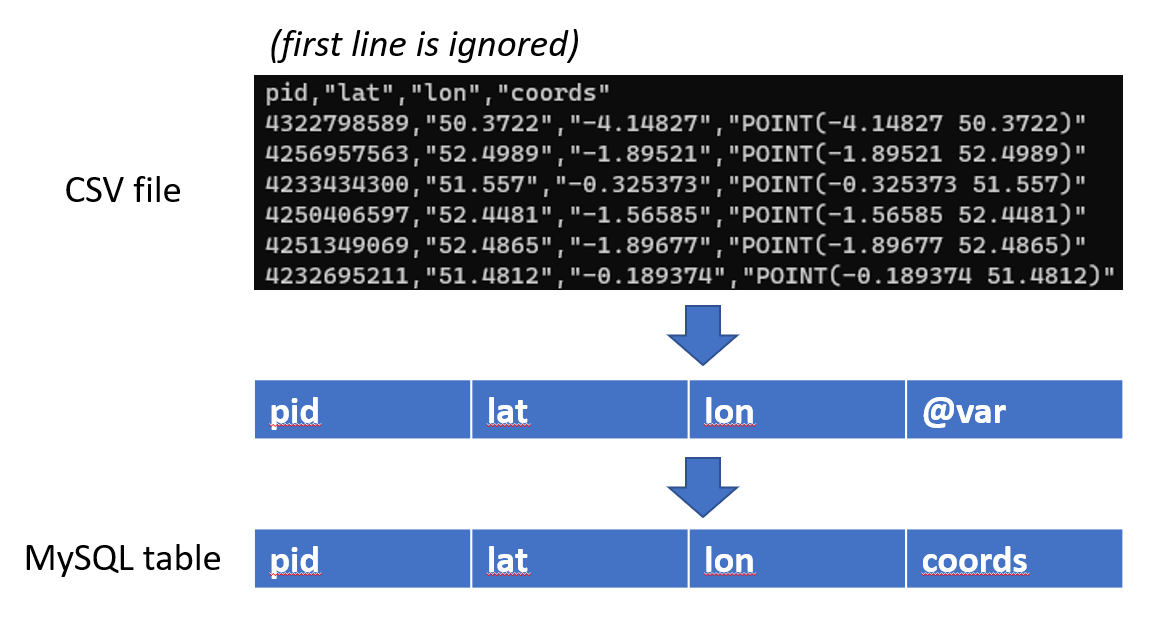 (first line is ignored)
CSV file
pid,"lat","lon","coords"
4322798589,"50.3722","-4.14827","POINT(-4.14827 50.3722)"
4256957563,"52.4989","-1.89521","POINT(-1.89521 52.4989)"
4233434300,"51.557","-0.325373","POINT(-0.325373 51.557)"
4250406597,"52.4481","-1.56585","POINT(-1.56585 52.4481)"
4251349069,"52.4865","-1.89677","POINT(-1.89677 52.4865)"
4232695211,"51.4812","-0.189374","POINT(-0.189374 51.4812)"
pid lat lon @var
MySQL table pid lat lon coords